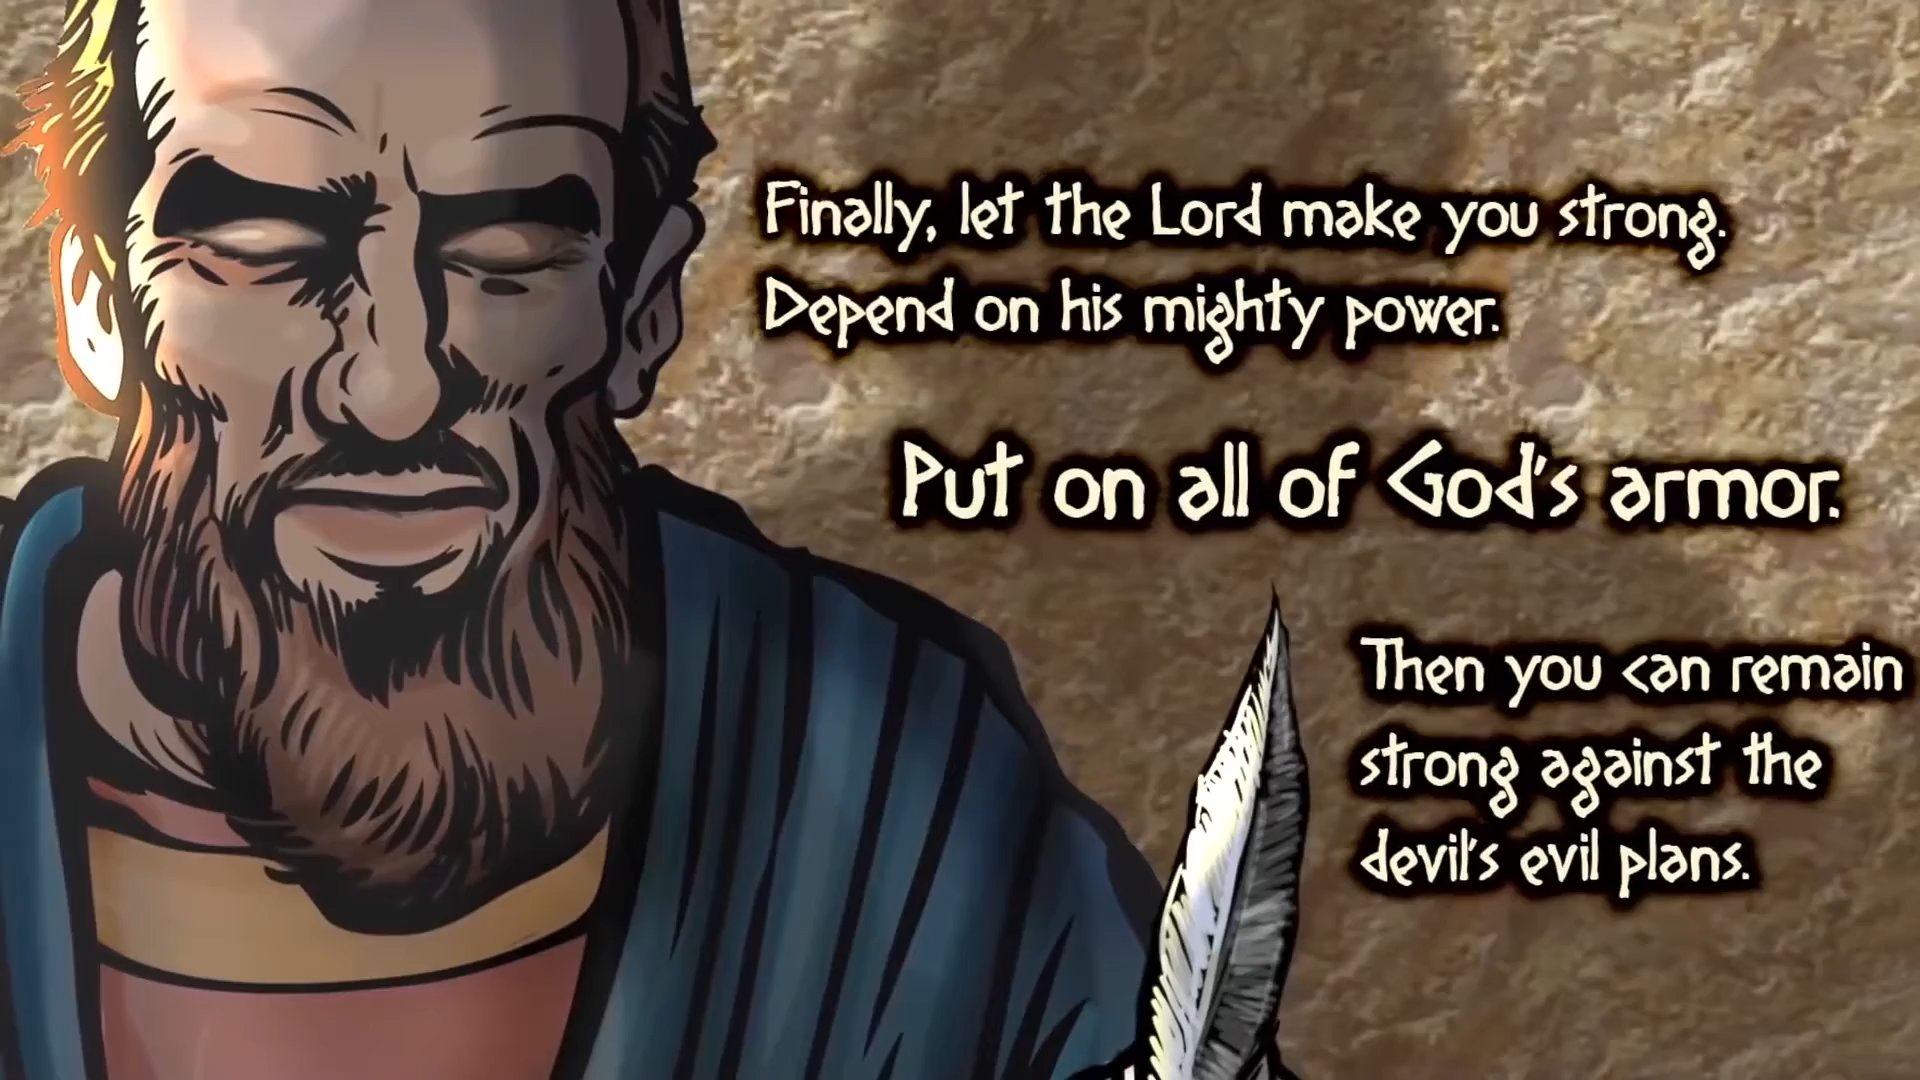 Finally, let the Lord make you strong.
Depend on his mighty power.
Put on all of God's armor.
Then you can remain
strong against the
devil's evil plans.